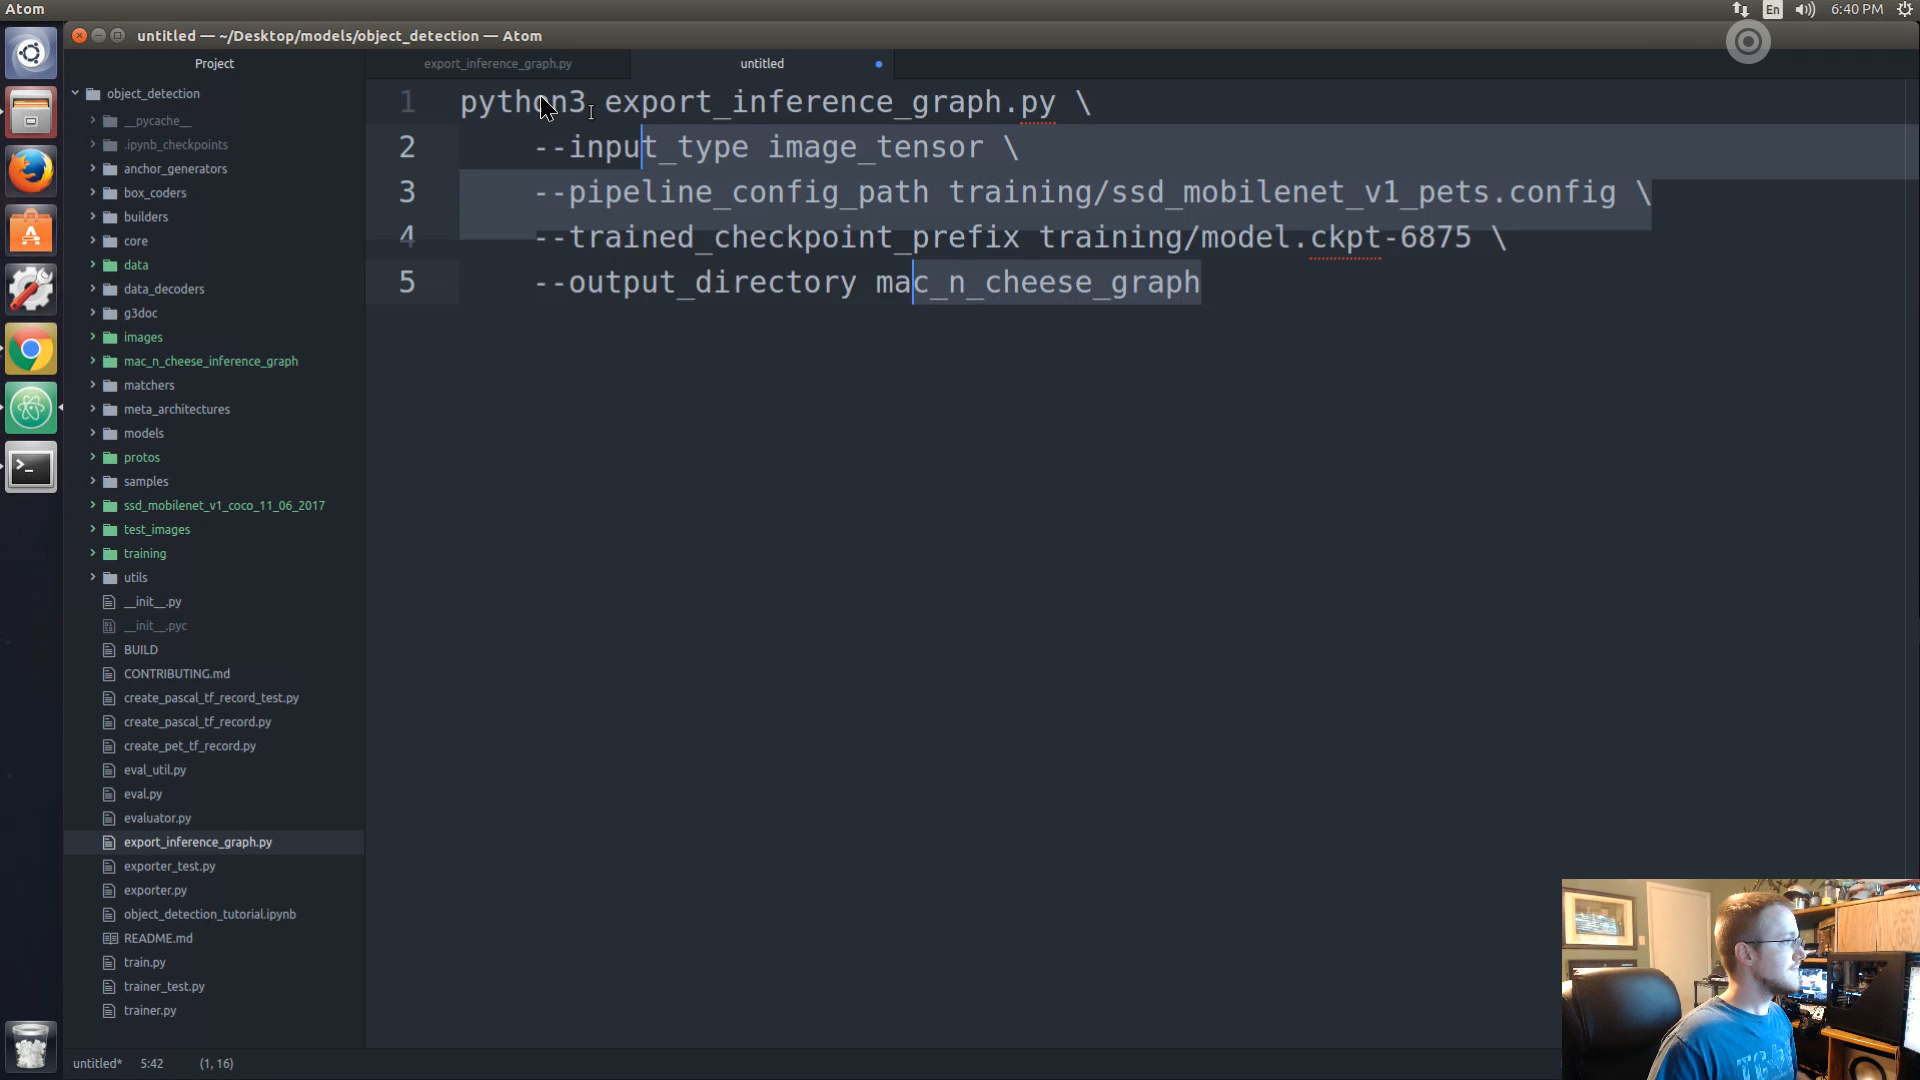 Atom
En
6:40 PM
untitled — ~/Desktop/models/object_detection — Atom
Project
export_inference_graph.py
untitled
object_detection
__pycache__
.ipynb_checkpoints
anchor_generators
box_coders
builders
core
data
data_decoders
g3doc
images
mac_n_cheese_inference_graph
matchers
meta_architectures
models
protos
samples
ssd_mobilenet_v1_coco_11_06_2017
test_images
training
utils
__init__.py
__init__.pyc
BUILD
CONTRIBUTING.md
create_pascal_tf_record_test.py
create_pascal_tf_record.py
create_pet_tf_record.py
eval_util.py
eval.py
evaluator.py
export_inference_graph.py
exporter_test.py
exporter.py
object_detection_tutorial.ipynb
README.md
train.py
trainer_test.py
trainer.py
1 python3 export_inference_graph.py \
2 --input_type image_tensor \
3 --pipeline_config_path training/ssd_mobilenet_v1_pets.config \
4 --trained_checkpoint_prefix training/model.ckpt-6875 \
5 --output_directory mac_n_cheese_graph
untitled* 5:42 (1, 16)